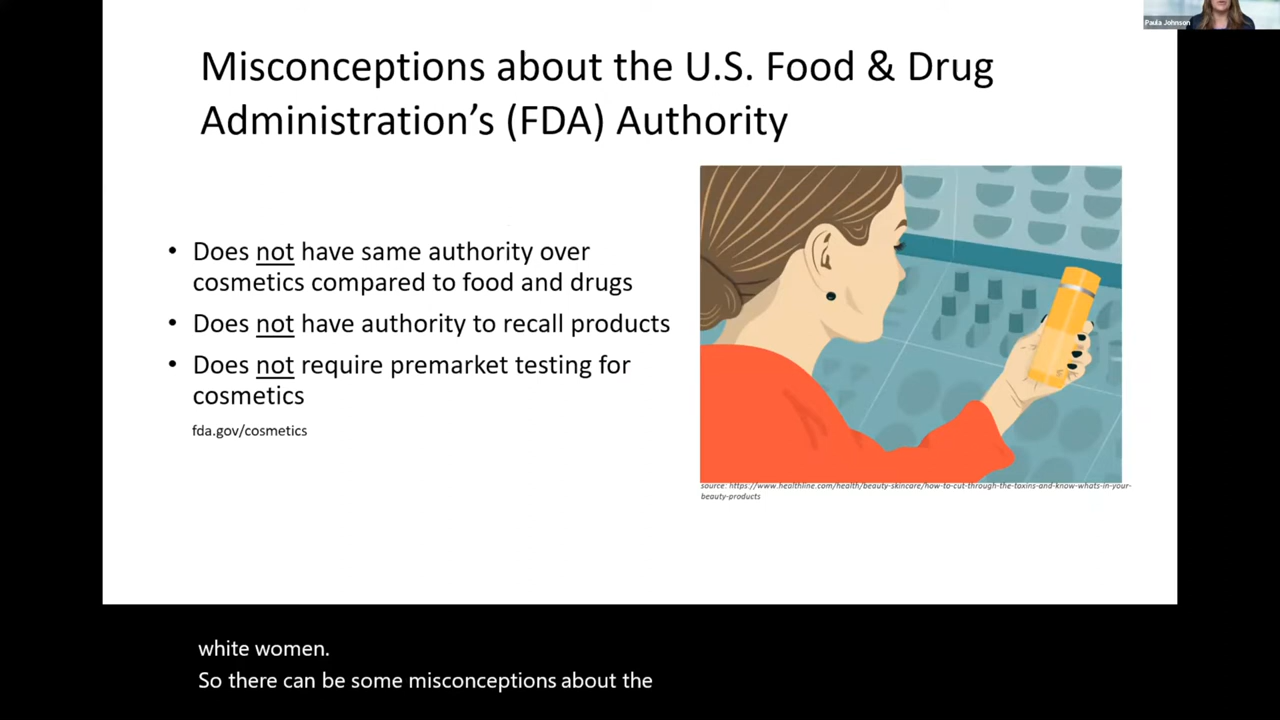 Paula Johnson
Misconceptions about the U.S. Food & Drug
Administration’s (FDA) Authority
• Does not have same authority over
cosmetics compared to food and drugs
• Does not have authority to recall products
• Does not require premarket testing for
cosmetics
fda.gov/cosmetics
source: https://www.healthline.com/health/beauty-skincare/how-to-cut-through-the-toxins-and-know-whats-in-your-
beauty-products
white women.
So there can be some misconceptions about the